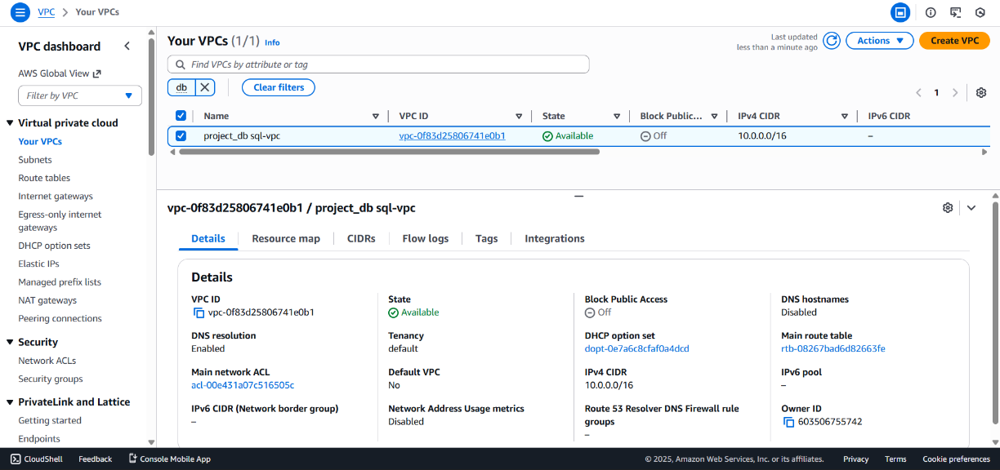 VPC > Your VPCs
VPC dashboard
AWS Global View
Filter by VPC
Virtual private cloud
Your VPCs
Subnets
Route tables
Internet gateways
Egress-only internet
gateways
DHCP option sets
Elastic IPs
Managed prefix lists
NAT gateways
Peering connections
Security
Network ACLs
Security groups
PrivateLink and Lattice
Getting started
Endpoints
Your VPCs (1/1) Info
Last updated
less than a minute ago
Actions
Create VPC
Find VPCs by attribute or tag
db
Clear filters
1
Name VPC ID State Block Public... IPv4 CIDR IPv6 CIDR
project_db sql-vpc vpc-0f83d25806741e0b1 Available Off 10.0.0.0/16 –
vpc-0f83d25806741e0b1 / project_db sql-vpc
Details Resource map CIDRs Flow logs Tags Integrations
Details
VPC ID
vpc-0f83d25806741e0b1
State
Available
Block Public Access
Off
DNS hostnames
Disabled
DNS resolution
Enabled
Tenancy
default
DHCP option set
dopt-0e7a6c8cfaf0a4dcd
Main route table
rtb-08267bad6d82663fe
Main network ACL
acl-00e431a07c516505c
Default VPC
No
IPv4 CIDR
10.0.0.0/16
IPv6 pool
–
IPv6 CIDR (Network border group)
–
Network Address Usage metrics
Disabled
Route 53 Resolver DNS Firewall rule
groups
–
Owner ID
603506755742
CloudShell Feedback Console Mobile App © 2025, Amazon Web Services, Inc. or its affiliates. Privacy Terms Cookie preferences